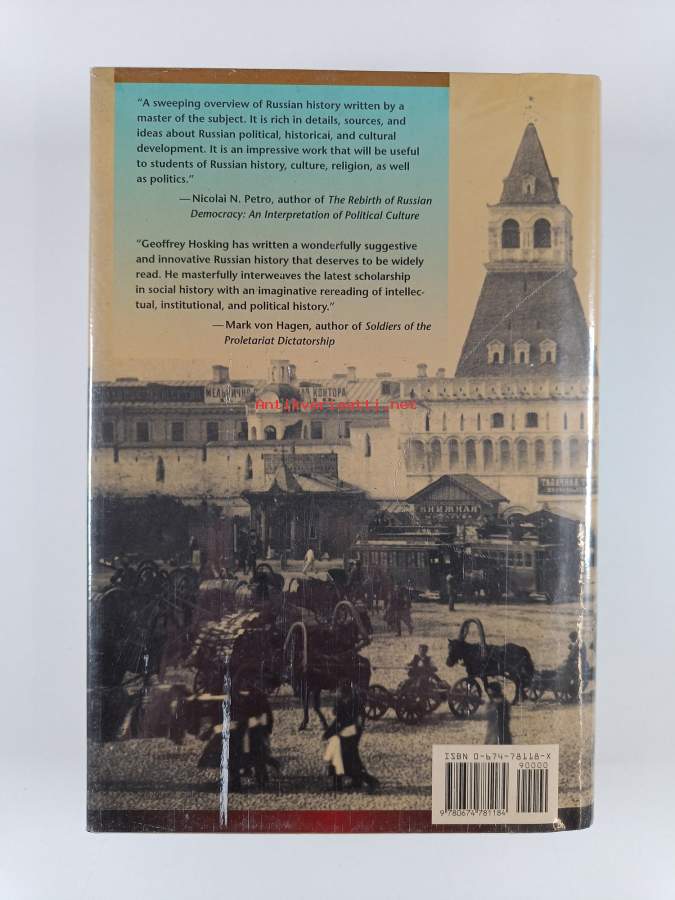 “A sweeping overview of Russian history written by a
master of the subject. It is rich in details, sources, and
ideas about Russian political, historical, and cultural
development. It is an impressive work that will be useful
to students of Russian history, culture, religion, as well
as politics.”
—Nicolai N. Petro, author of The Rebirth of Russian
Democracy: An Interpretation of Political Culture
“Geoffrey Hosking has written a wonderfully suggestive
and innovative Russian history that deserves to be widely
read. He masterfully interweaves the latest scholarship
in social history with an imaginative rereading of intellec-
tual, institutional, and political history.”
—Mark von Hagen, author of Soldiers of the
Proletariat Dictatorship
КОНТОРА
Antikvariaatti.net
ТАБАЧНАЯ
КНИЖНАЯ
ISBN 0-674-78118-X
90000
9 780674 781184